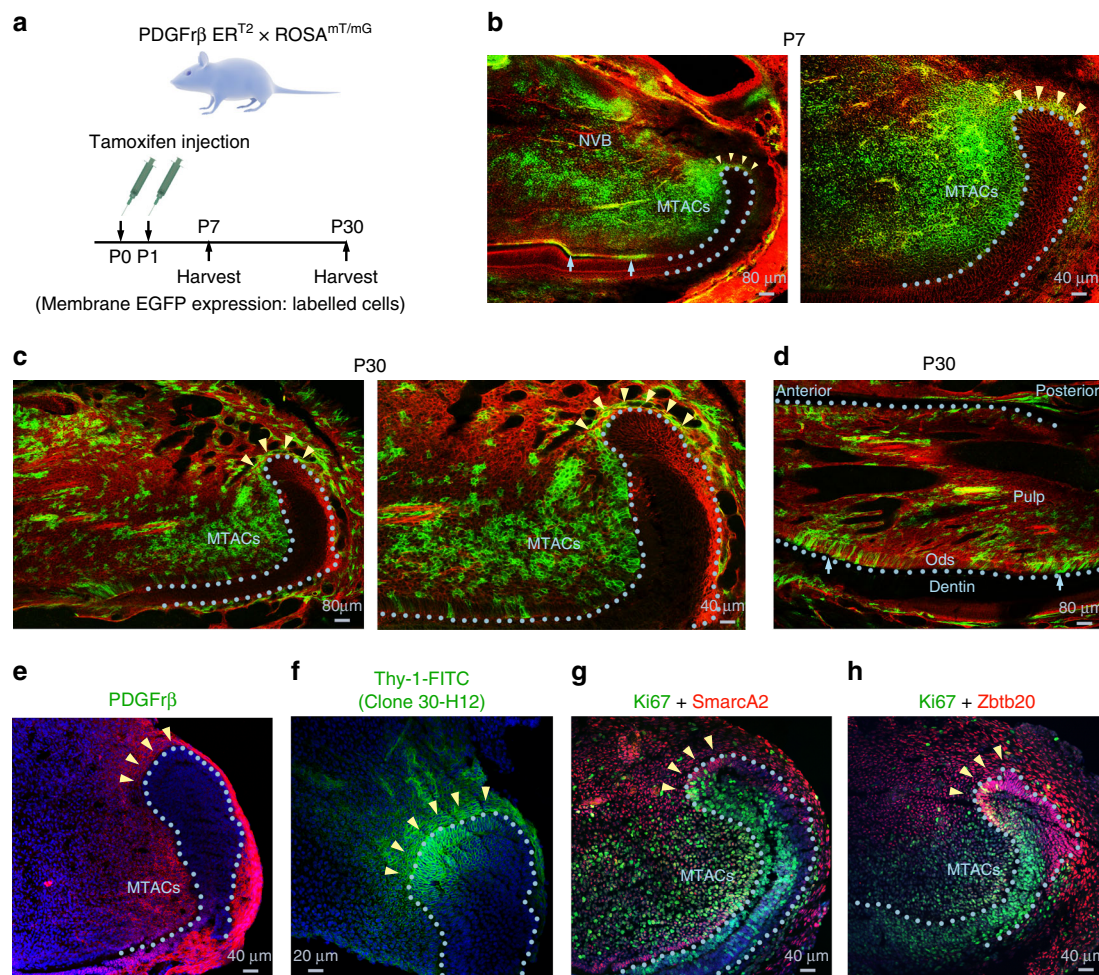 a
PDGFrβ ER^T2 × ROSA^mT/mG
Tamoxifen injection
P0
P1
P7
P30
Harvest
Harvest
(Membrane EGFP expression: labelled cells)
b
P7
NVB
MTACs
80 μm
MTACs
40 μm
c
P30
MTACs
80μm
MTACs
40 μm
d
P30
Anterior
Posterior
Pulp
Ods
Dentin
80 μm
e
PDGFrβ
MTACs
40 μm
f
Thy-1-FITC
(Clone 30-H12)
20 μm
g
Ki67 + SmarcA2
MTACs
40 μm
h
Ki67 + Zbtb20
MTACs
40 μm